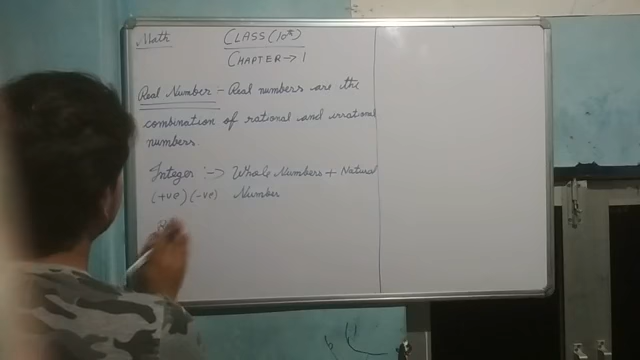 Math
CLASS (10th)
CHAPTER → 1
Real Number - Real numbers are the
combination of rational and irrational
numbers.
Integer :-> Whole Numbers + Natural
(+ve) (-ve) Number